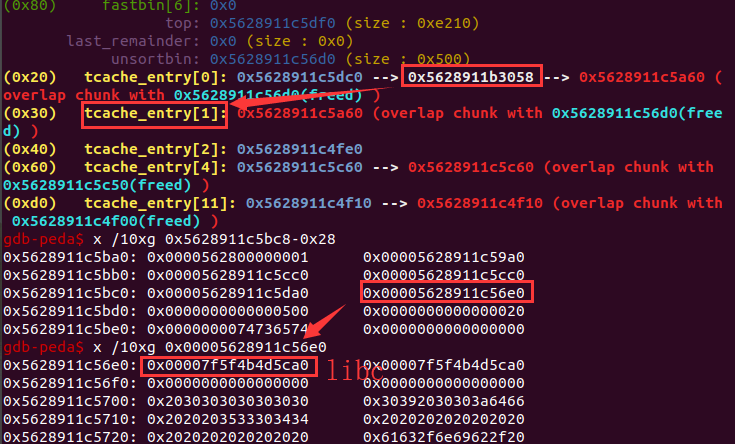 (0x80)     fastbin[6]: 0x0
top: 0x5628911c5df0 (size : 0xe210)
last_remainder: 0x0 (size : 0x0)
unsortbin: 0x5628911c56d0 (size : 0x500)
(0x20)   tcache_entry[0]: 0x5628911c5dc0 --> 0x5628911b3058 --> 0x5628911c5a60 (
overlap chunk with 0x5628911c56d0(freed) )
(0x30)   tcache_entry[1]: 0x5628911c5a60 (overlap chunk with 0x5628911c56d0(free
d) )
(0x40)   tcache_entry[2]: 0x5628911c4fe0
(0x60)   tcache_entry[4]: 0x5628911c5c60 --> 0x5628911c5c60 (overlap chunk with
0x5628911c5c50(freed) )
(0xd0)   tcache_entry[11]: 0x5628911c4f10 --> 0x5628911c4f10 (overlap chunk with
0x5628911c4f00(freed) )
gdb-peda$ x /10xg 0x5628911c5bc8-0x28
0x5628911c5ba0: 0x0000562800000001      0x00005628911c59a0
0x5628911c5bb0: 0x00005628911c5cc0      0x00005628911c5cc0
0x5628911c5bc0: 0x00005628911c5da0      0x00005628911c56e0
0x5628911c5bd0: 0x0000000000000500      0x0000000000000020
0x5628911c5be0: 0x0000000074736574      0x0000000000000000
gdb-peda$ x /10xg 0x00005628911c56e0
0x5628911c56e0: 0x00007f5f4b4d5ca0      0x00007f5f4b4d5ca0
libc
0x5628911c56f0: 0x0000000000000000      0x0000000000000000
0x5628911c5700: 0x2030303030303030      0x30392030303a6466
0x5628911c5710: 0x2020203533303434      0x2020202020202020
0x5628911c5720: 0x2020202020202020      0x61632f6e69622f20